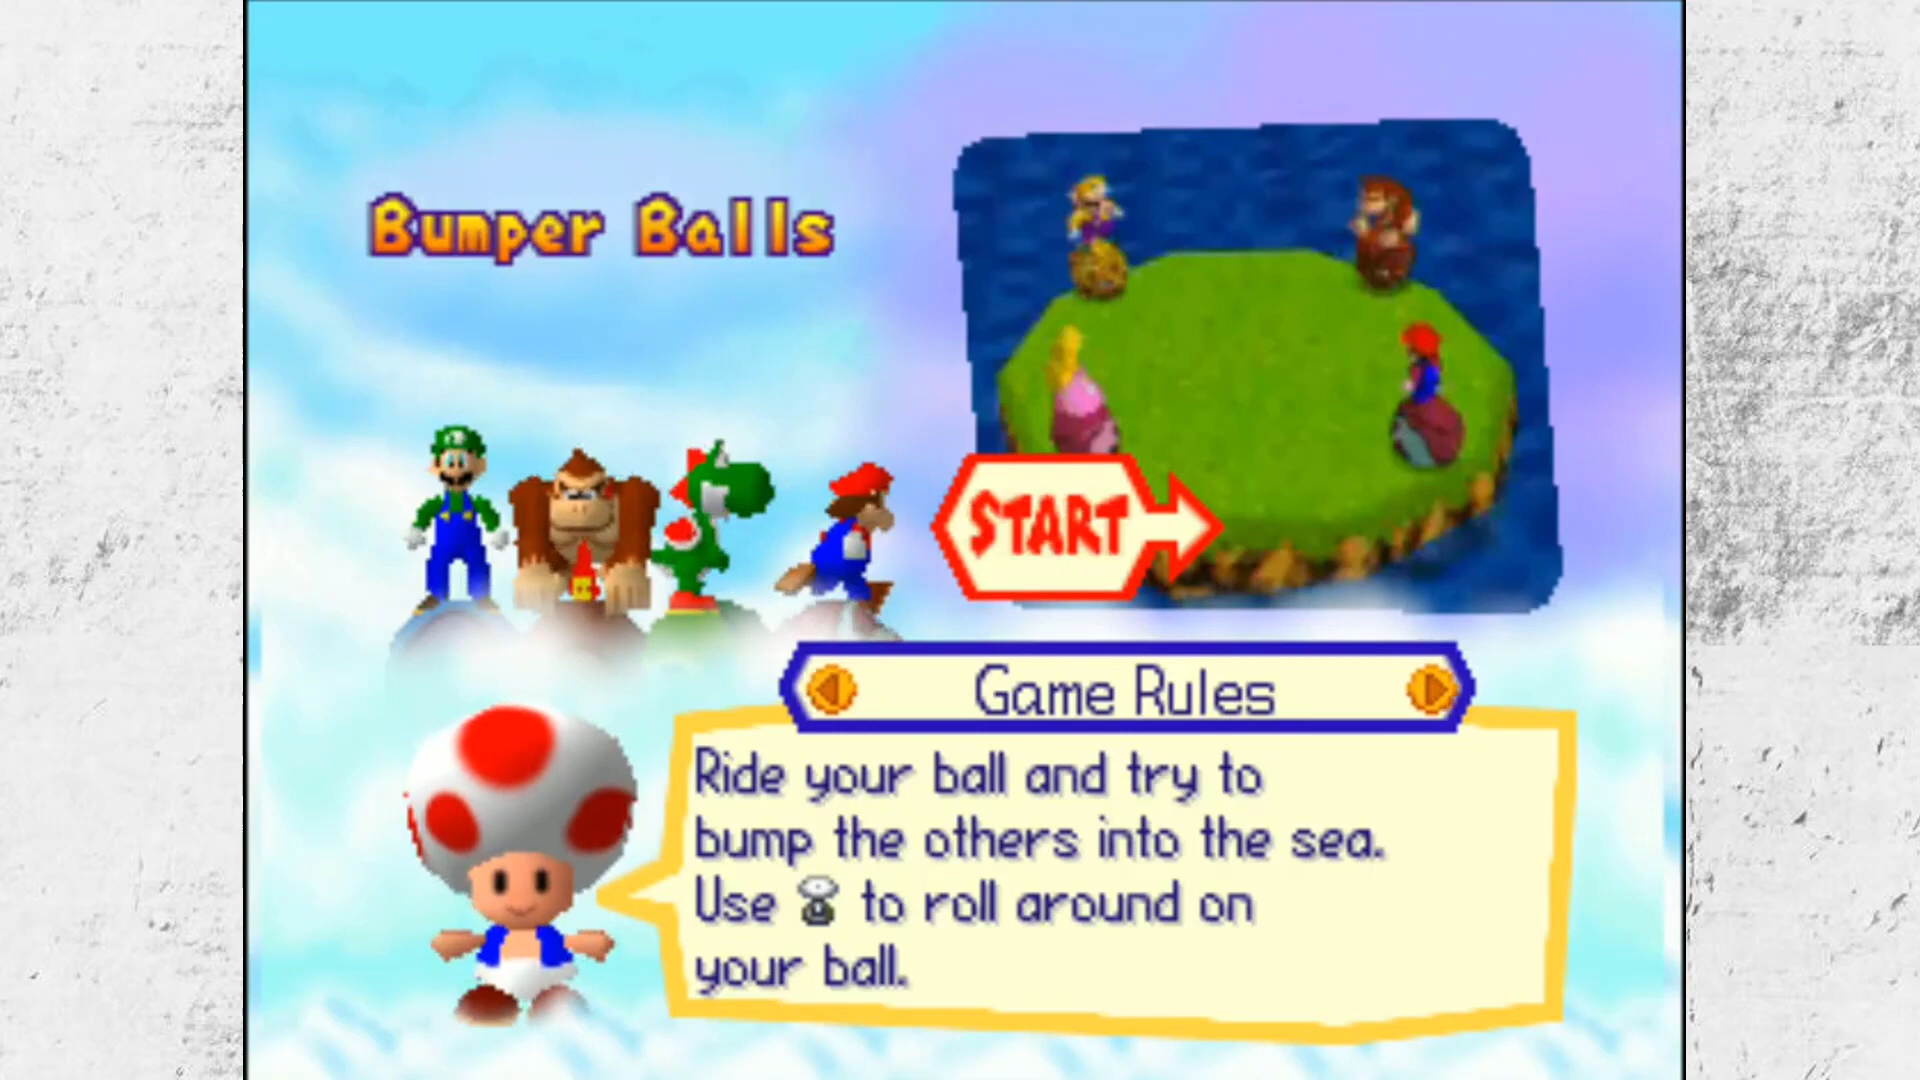 Bumper Balls
START
Game Rules
Ride your ball and try to
bump the others into the sea.
Use to roll around on
your ball.